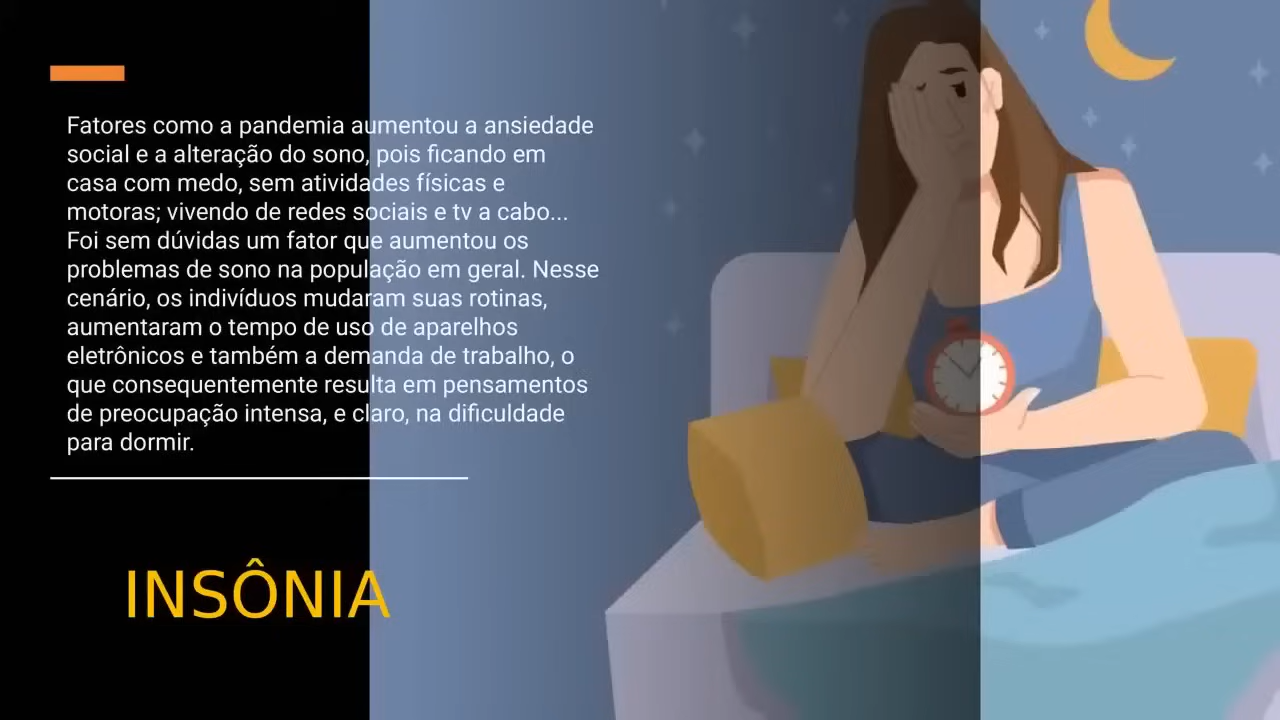 Fatores como a pandemia aumentou a ansiedade
social e a alteração do sono, pois ficando em
casa com medo, sem atividades físicas e
motoras; vivendo de redes sociais e tv a cabo...
Foi sem dúvidas um fator que aumentou os
problemas de sono na população em geral. Nesse
cenário, os indivíduos mudaram suas rotinas,
aumentaram o tempo de uso de aparelhos
eletrônicos e também a demanda de trabalho, o
que consequentemente resulta em pensamentos
de preocupação intensa, e claro, na dificuldade
para dormir.
INSÔNIA